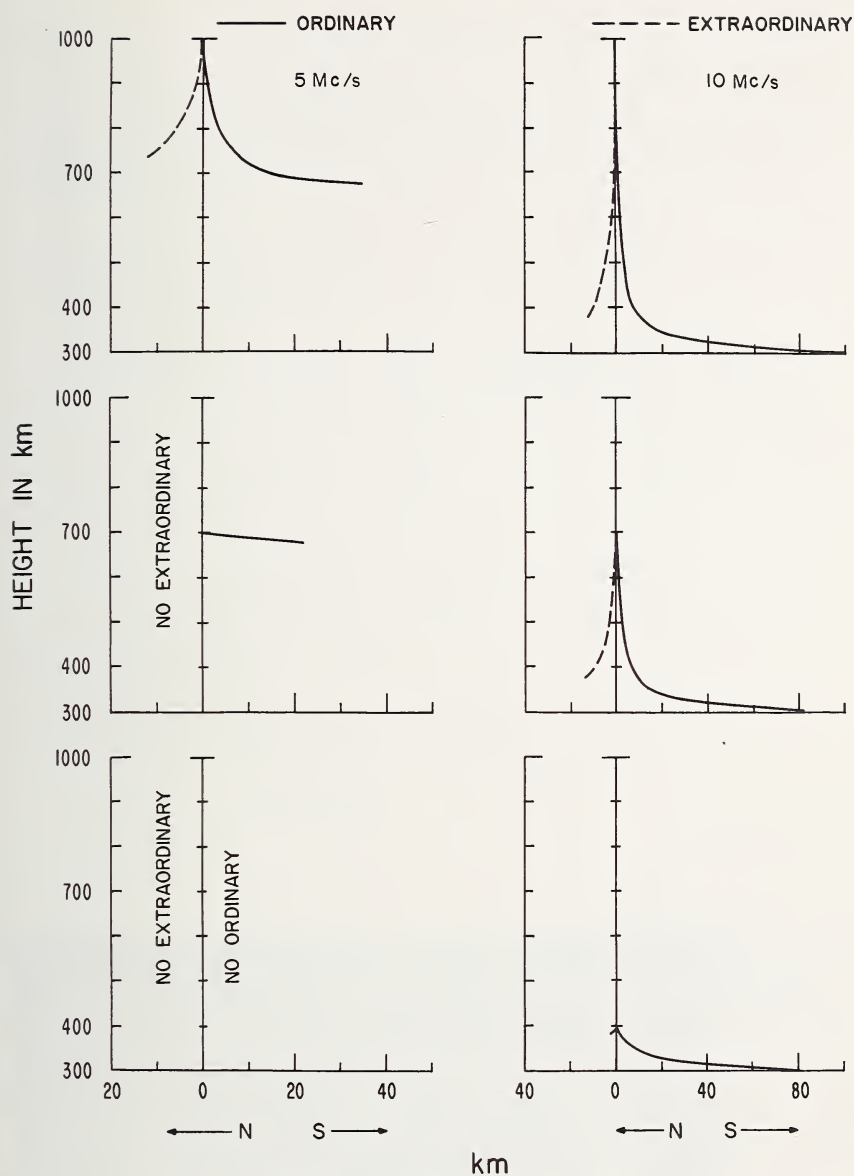 ORDINARY
EXTRAORDINARY
5 Mc/s
10 Mc/s
HEIGHT IN km
1000
700
400
300
1000
NO EXTRAORDINARY
700
400
300
1000
NO EXTRAORDINARY
NO ORDINARY
700
400
300
20 0 20 40
40 0 40 80
N S
N S
km